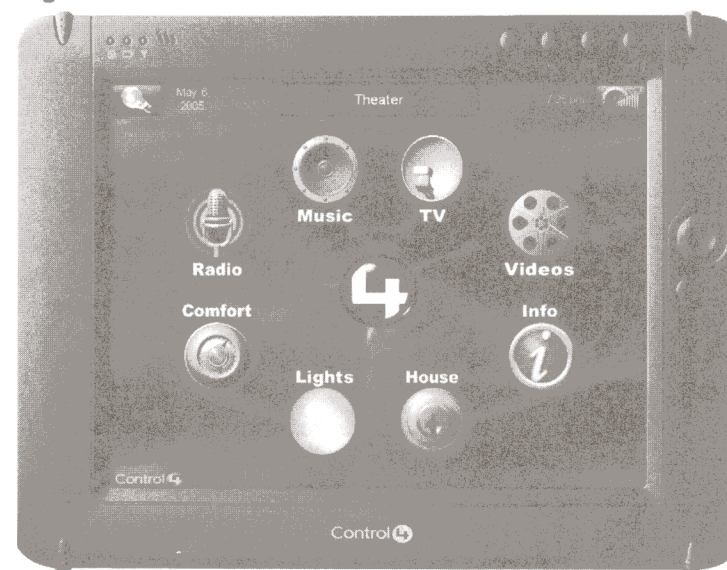 May 6,
2005
Theater
Music
TV
Radio
Videos
Comfort
Info
Lights
House
Control4
Control4